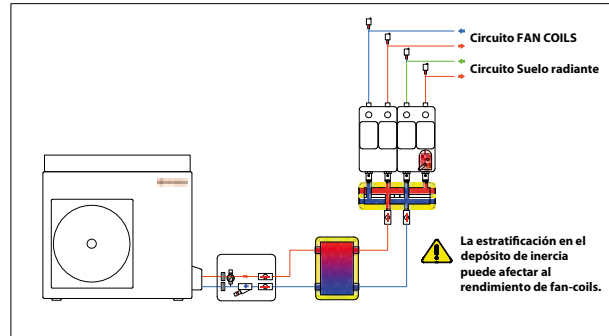 Circuito FAN COILS
Circuito Suelo radiante
La estratificación en el
depósito de inercia
puede afectar al
rendimiento de fan-coils.